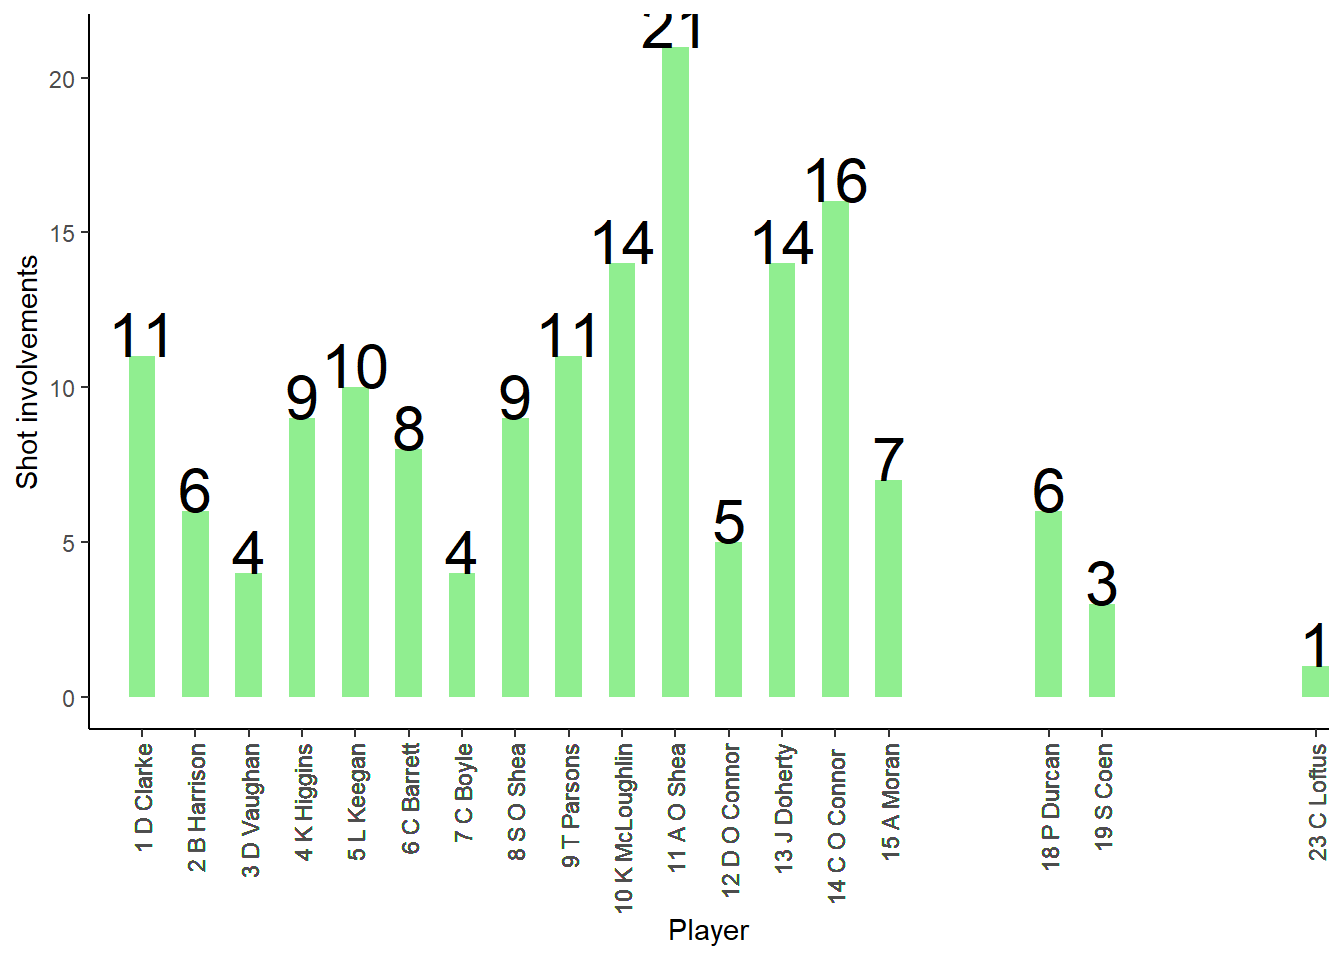 Shot involvements
20
15
10
5
0
11
6
4
9
10
8
4
9
11
14
21
5
14
16
7
6
3
1
1 D Clarke
2 B Harrison
3 D Vaughan
4 K Higgins
5 L Keegan
6 C Barrett
7 C Boyle
8 S O Shea
9 T Parsons
10 K McLoughlin
11 A O Shea
12 D O Connor
13 J Doherty
14 C O Connor
15 A Moran
18 P Durcan
19 S Coen
23 C Loftus
Player